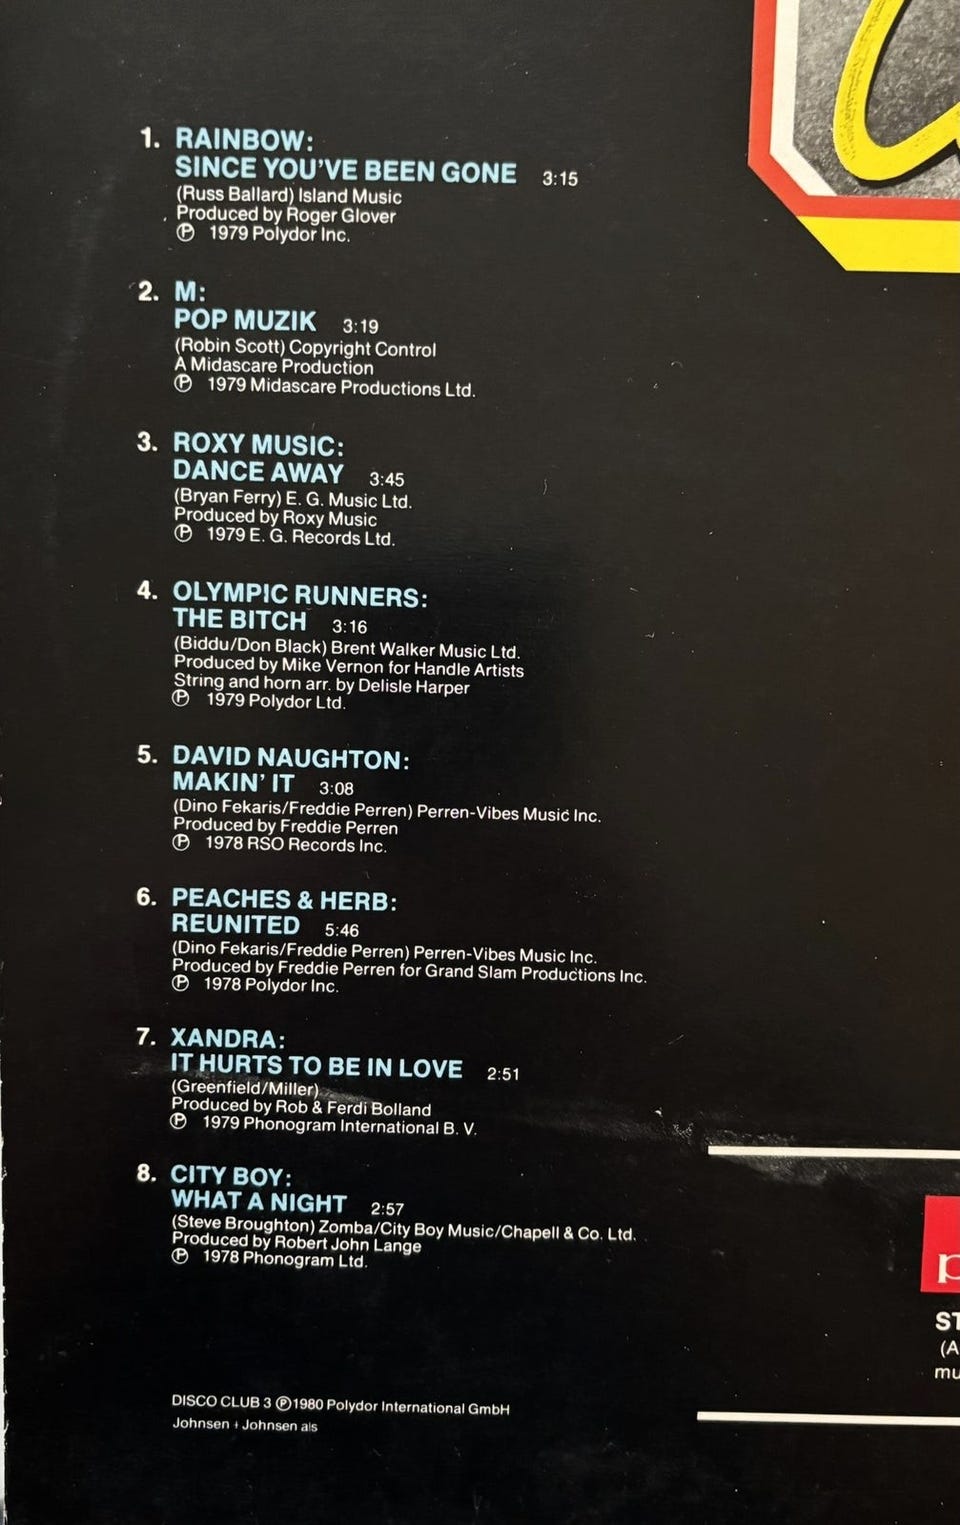 1. RAINBOW:
SINCE YOU'VE BEEN GONE 3:15
(Russ Ballard) Island Music
Produced by Roger Glover
℗ 1979 Polydor Inc.
2. M:
POP MUZIK 3:19
(Robin Scott) Copyright Control
A Midascare Production
℗ 1979 Midascare Productions Ltd.
3. ROXY MUSIC:
DANCE AWAY 3:45
(Bryan Ferry) E. G. Music Ltd.
Produced by Roxy Music
℗ 1979 E. G. Records Ltd.
4. OLYMPIC RUNNERS:
THE BITCH 3:16
(Biddu/Don Black) Brent Walker Music Ltd.
Produced by Mike Vernon for Handle Artists
String and horn arr. by Delisle Harper
℗ 1979 Polydor Ltd.
5. DAVID NAUGHTON:
MAKIN' IT 3:08
(Dino Fekaris/Freddie Perren) Perren-Vibes Music Inc.
Produced by Freddie Perren
℗ 1978 RSO Records Inc.
6. PEACHES & HERB:
REUNITED 5:46
(Dino Fekaris/Freddie Perren) Perren-Vibes Music Inc.
Produced by Freddie Perren for Grand Slam Productions Inc.
℗ 1978 Polydor Inc.
7. XANDRA:
IT HURTS TO BE IN LOVE 2:51
(Greenfield/Miller)
Produced by Rob & Ferdi Bolland
℗ 1979 Phonogram International B. V.
8. CITY BOY:
WHAT A NIGHT 2:57
(Steve Broughton) Zomba/City Boy Music/Chapell & Co. Ltd.
Produced by Robert John Lange
℗ 1978 Phonogram Ltd.
DISCO CLUB 3 ℗ 1980 Polydor International GmbH
Johnsen + Johnsen als